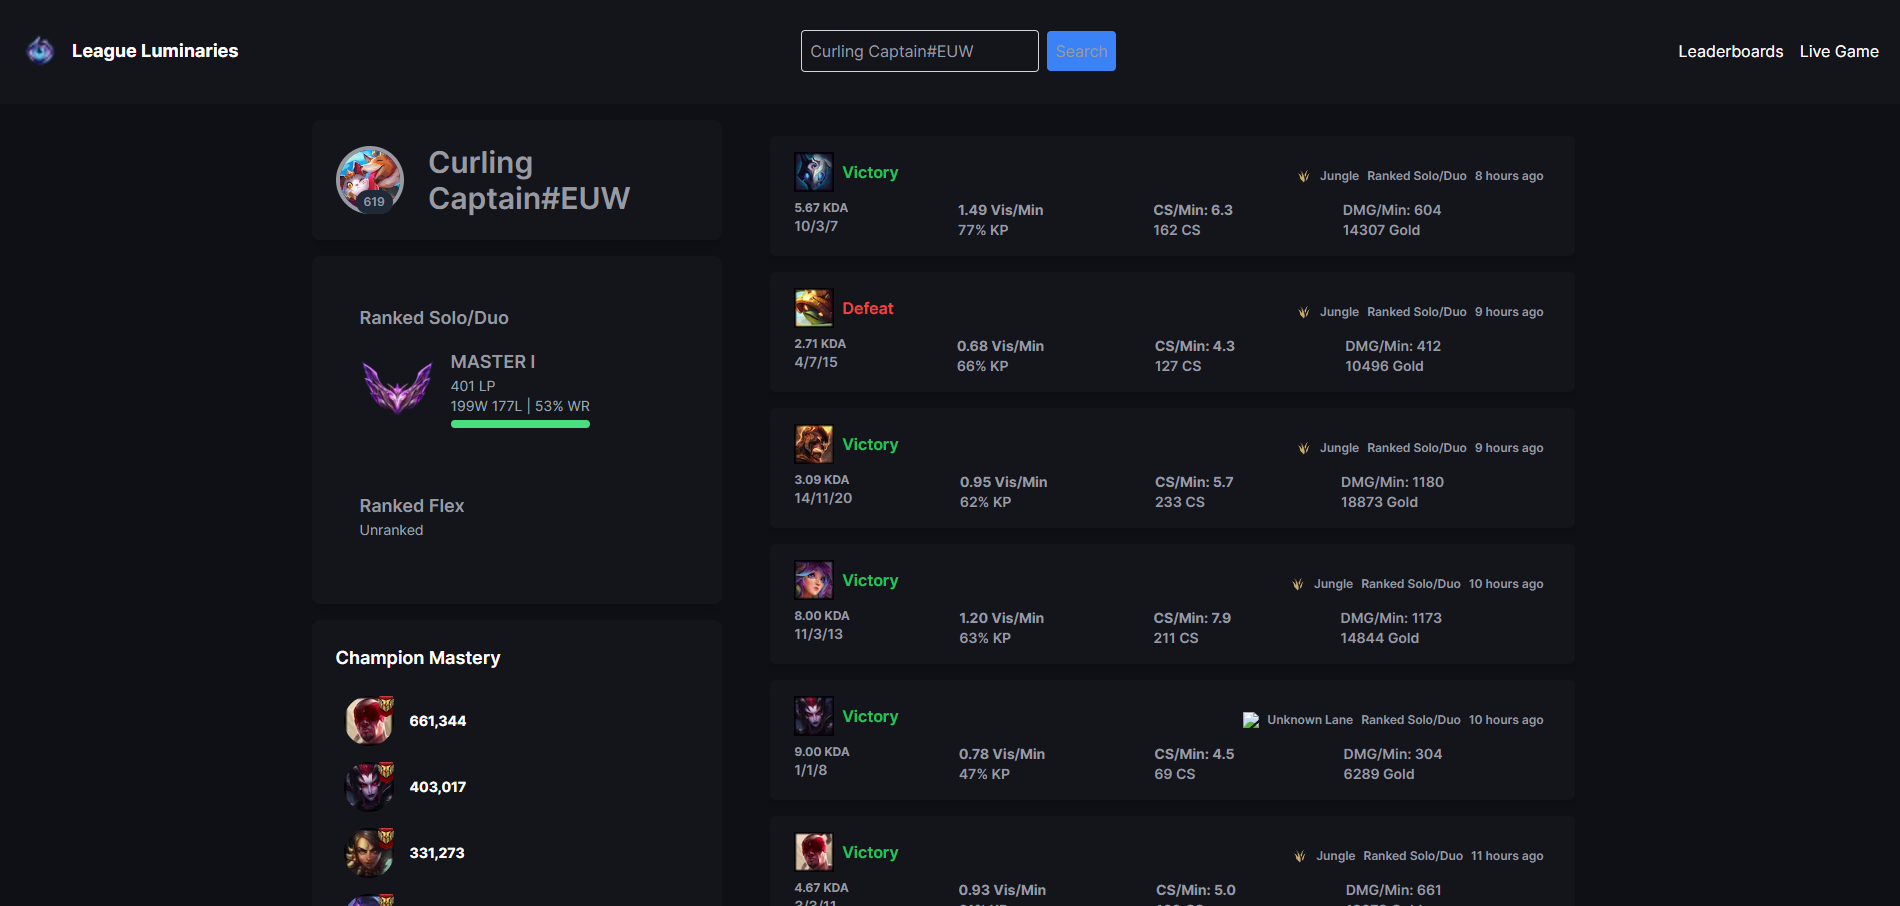 League Luminaries
Curling Captain#EUW
Search
Leaderboards
Live Game
619
Curling
Captain#EUW
Ranked Solo/Duo
MASTER I
401 LP
199W 177L | 53% WR
Ranked Flex
Unranked
Champion Mastery
661,344
403,017
331,273
Victory
Jungle Ranked Solo/Duo 8 hours ago
5.67 KDA
10/3/7
1.49 Vis/Min
77% KP
CS/Min: 6.3
162 CS
DMG/Min: 604
14307 Gold
Defeat
Jungle Ranked Solo/Duo 9 hours ago
2.71 KDA
4/7/15
0.68 Vis/Min
66% KP
CS/Min: 4.3
127 CS
DMG/Min: 412
10496 Gold
Victory
Jungle Ranked Solo/Duo 9 hours ago
3.09 KDA
14/11/20
0.95 Vis/Min
62% KP
CS/Min: 5.7
233 CS
DMG/Min: 1180
18873 Gold
Victory
Jungle Ranked Solo/Duo 10 hours ago
8.00 KDA
11/3/13
1.20 Vis/Min
63% KP
CS/Min: 7.9
211 CS
DMG/Min: 1173
14844 Gold
Victory
Unknown Lane Ranked Solo/Duo 10 hours ago
9.00 KDA
1/1/8
0.78 Vis/Min
47% KP
CS/Min: 4.5
69 CS
DMG/Min: 304
6289 Gold
Victory
Jungle Ranked Solo/Duo 11 hours ago
4.67 KDA
0.93 Vis/Min
CS/Min: 5.0
DMG/Min: 661